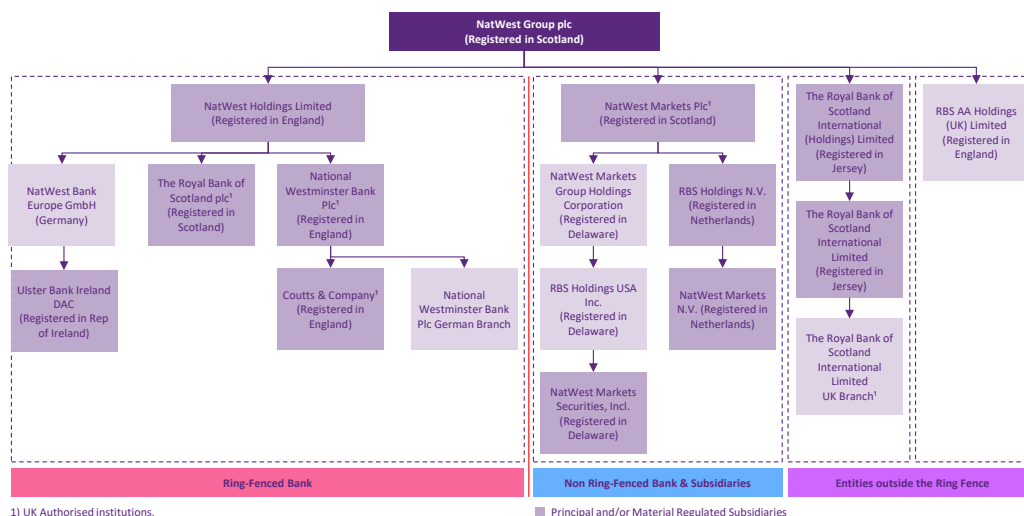 NatWest Group plc
(Registered in Scotland)
NatWest Holdings Limited
(Registered in England)
NatWest Markets Plc¹
(Registered in Scotland)
The Royal Bank of
Scotland
International
(Holdings) Limited
(Registered in
Jersey)
RBS AA Holdings
(UK) Limited
(Registered in
England)
NatWest Bank
Europe GmbH
(Germany)
The Royal Bank of
Scotland plc¹
(Registered in
Scotland)
National
Westminster Bank
Plc¹
(Registered in
England)
NatWest Markets
Group Holdings
Corporation
(Registered in
Delaware)
RBS Holdings N.V.
(Registered in
Netherlands)
The Royal Bank of
Scotland
International
Limited
(Registered in
Jersey)
Ulster Bank Ireland
DAC
(Registered in Rep
of Ireland)
Coutts & Company¹
(Registered in
England)
National
Westminster Bank
Plc German Branch
RBS Holdings USA
Inc.
(Registered in
Delaware)
NatWest Markets
N.V. (Registered in
Netherlands)
The Royal Bank of
Scotland
International
Limited
UK Branch¹
NatWest Markets
Securities, Incl.
(Registered in
Delaware)
Ring-Fenced Bank
Non Ring-Fenced Bank & Subsidiaries
Entities outside the Ring Fence
1) UK Authorised institutions.
Principal and/or Material Regulated Subsidiaries